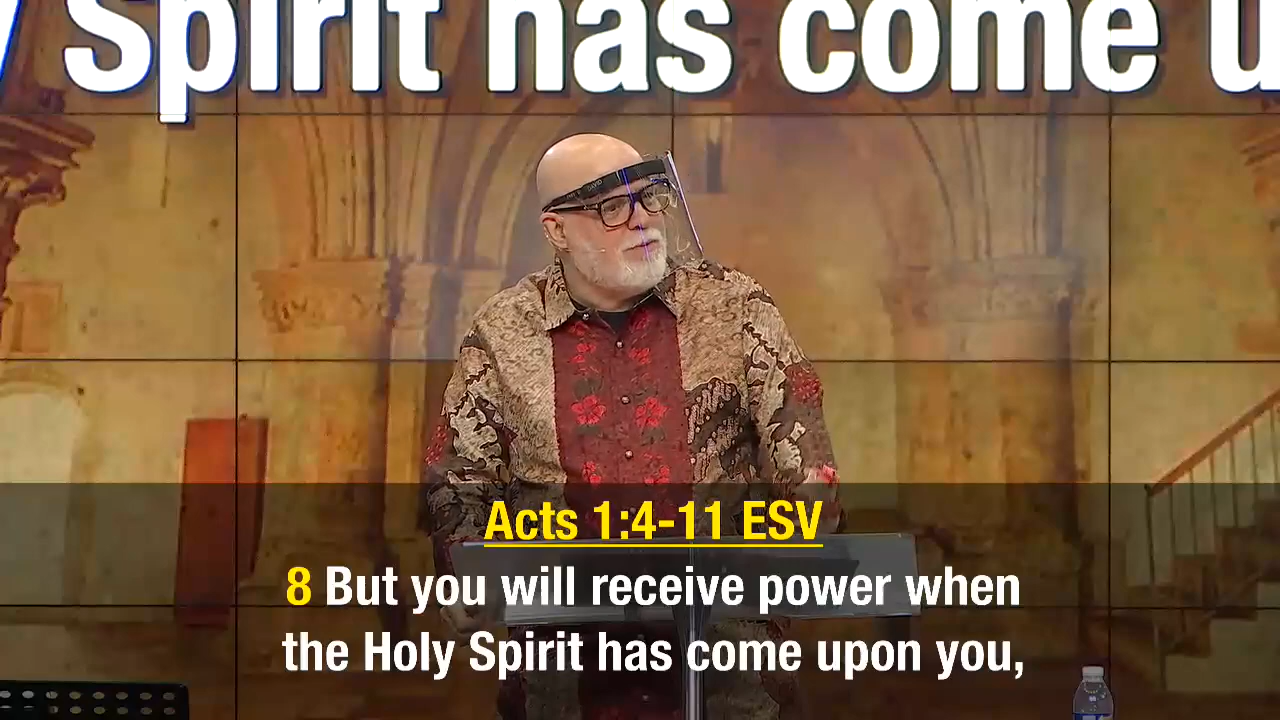 Spirit has come u
Acts 1:4-11 ESV
8 But you will receive power when
the Holy Spirit has come upon you,